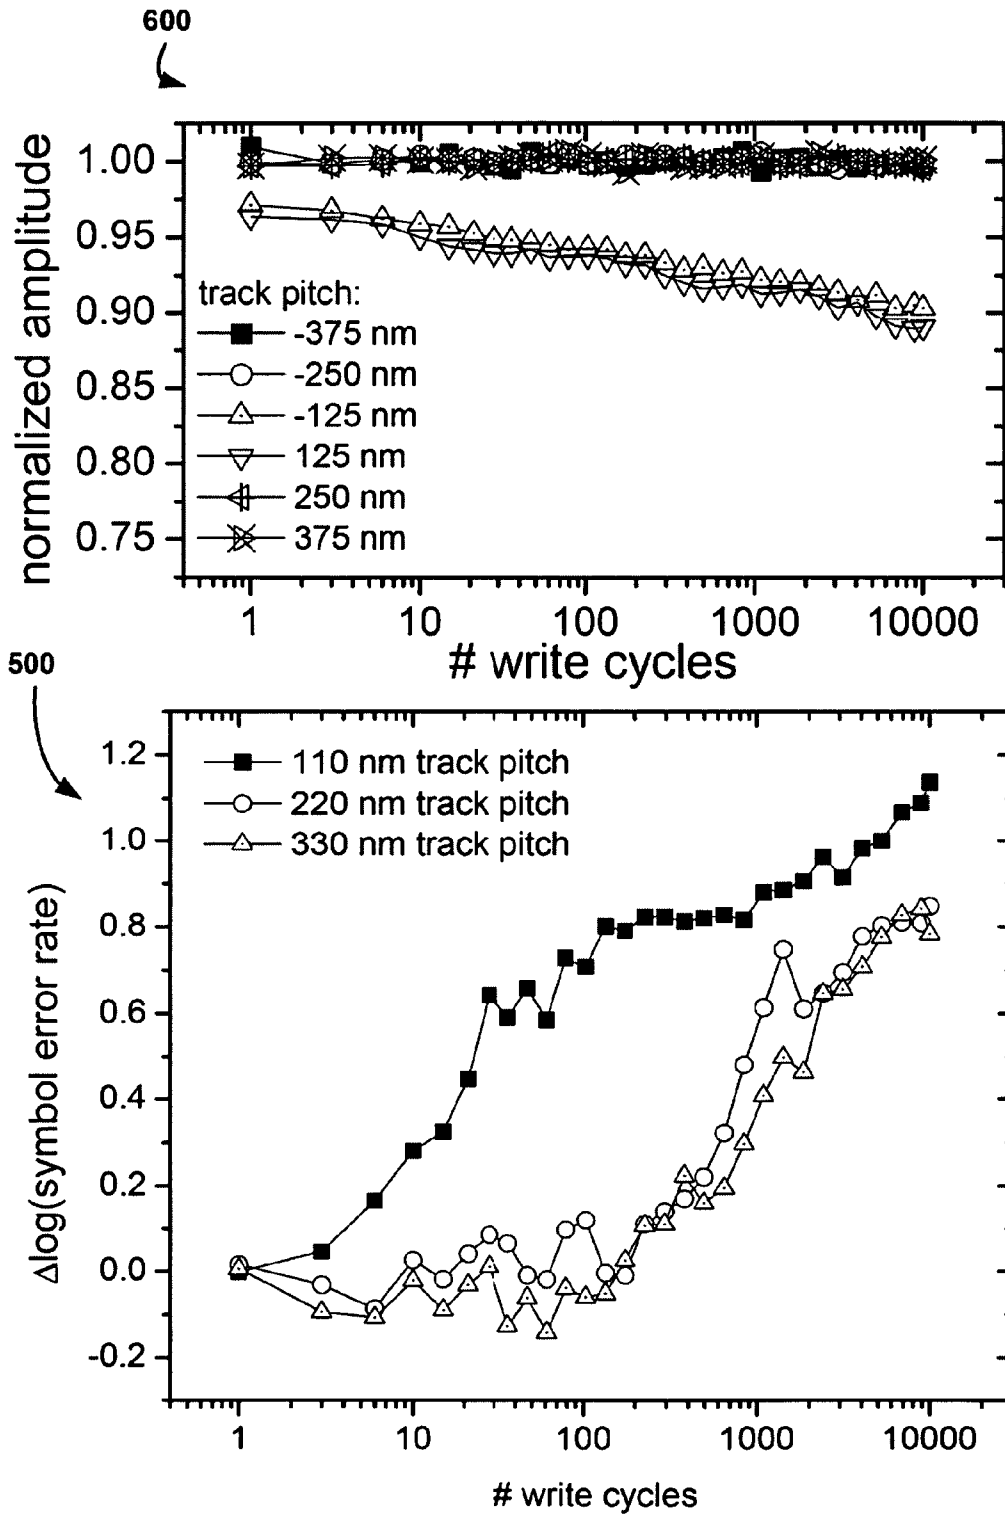 600
normalized amplitude
1.00
0.95
0.90
0.85
0.80
0.75
track pitch:
-375 nm
-250 nm
-125 nm
125 nm
250 nm
375 nm
1 10 100 1000 10000
# write cycles
500
Δlog(symbol error rate)
1.2
1.0
0.8
0.6
0.4
0.2
0.0
-0.2
110 nm track pitch
220 nm track pitch
330 nm track pitch
1 10 100 1000 10000
# write cycles